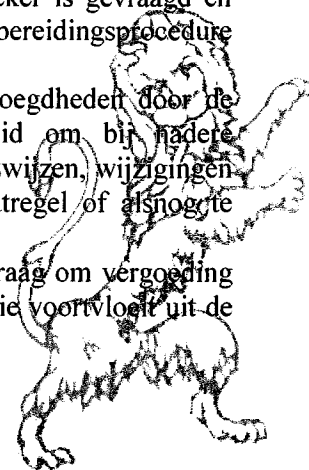 is gevraagd en
bereidingsprocedure
oegdheden door de
id om bij nadere
wijzen, wijzigingen
tregel of alsnog te
raag om vergoeding
ie voortvloeit uit de